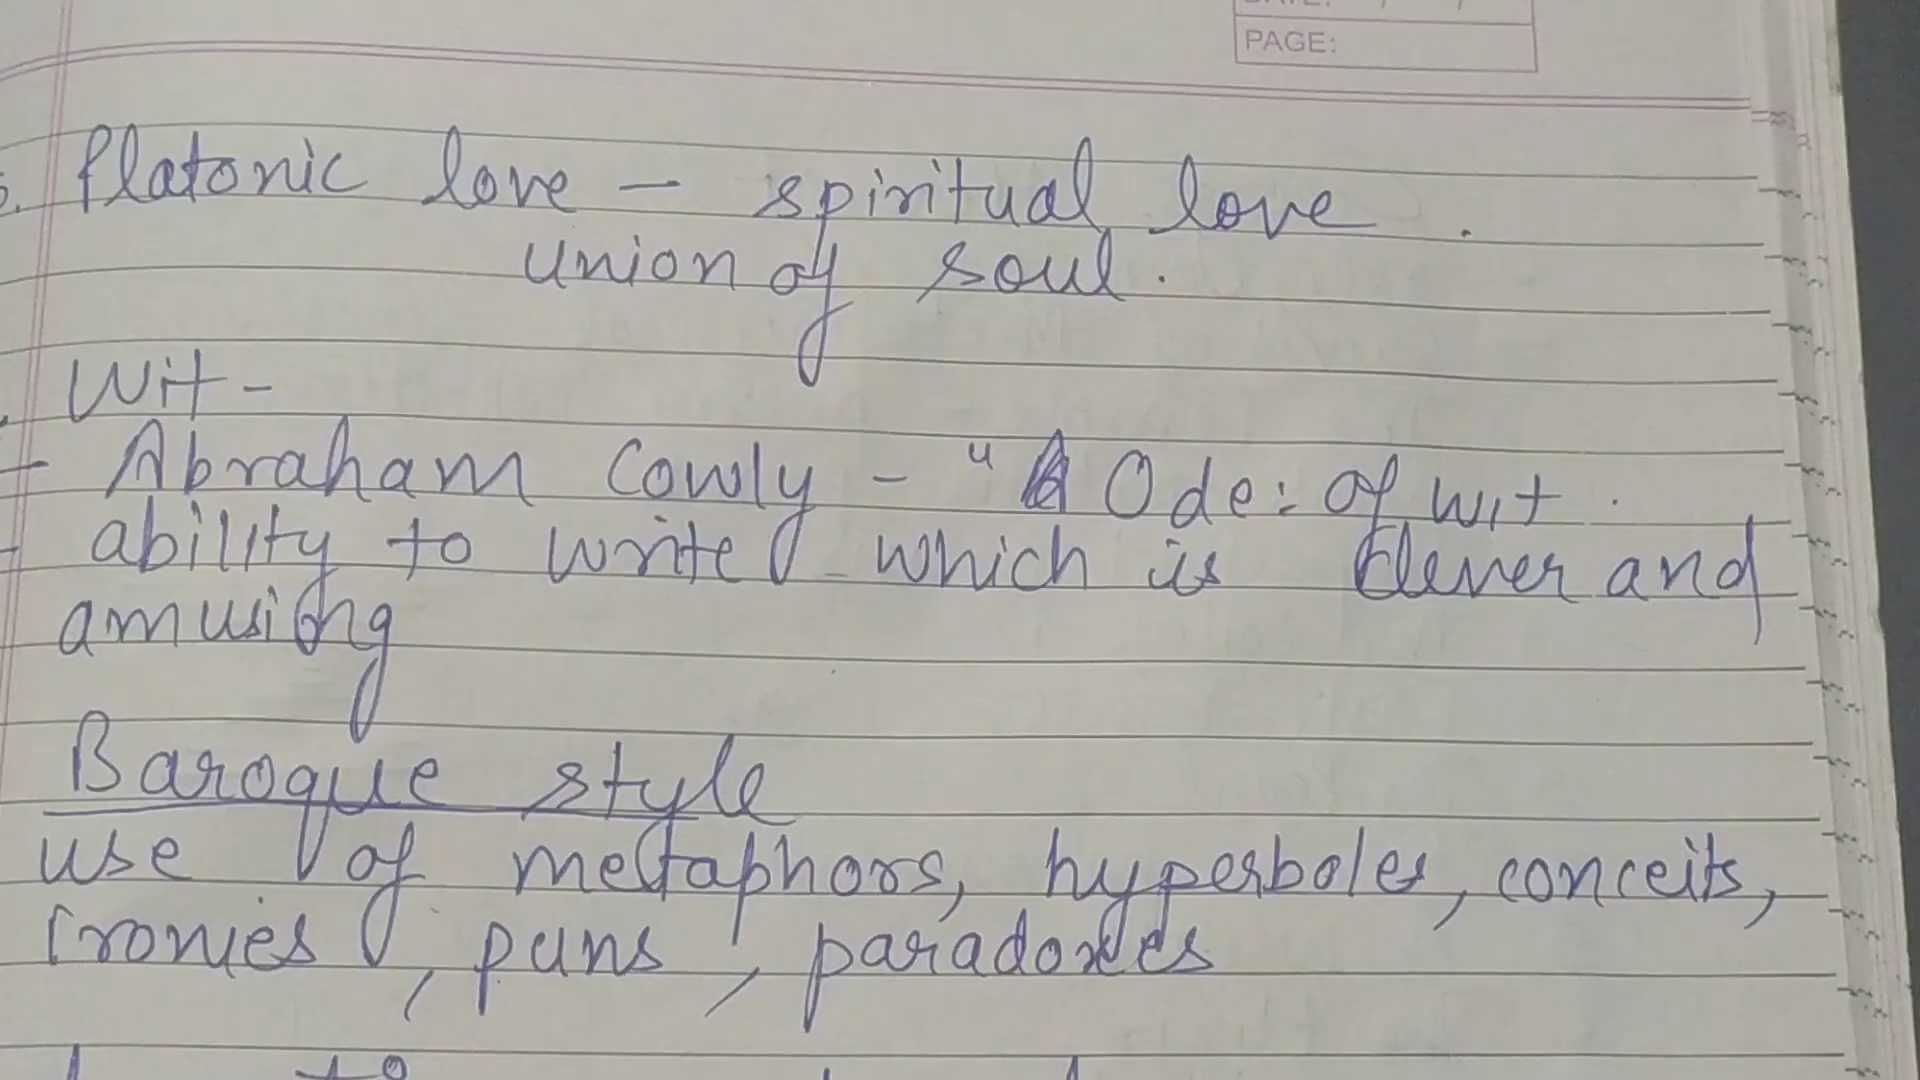 PAGE:
Platonic love - spiritual love.
union of soul.
Wit -
- Abraham Cowly - " Ode: of wit.
- ability to write which is clever and
amusing
Baroque style
use of metaphors, hyperboles, conceits,
Ironies, puns, paradoxes